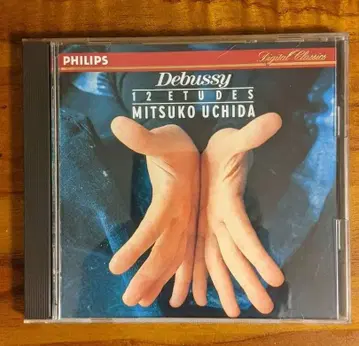 PHILIPS
Digital Classics
Debussy
12 ETUDES
MITSUKO UCHIDA